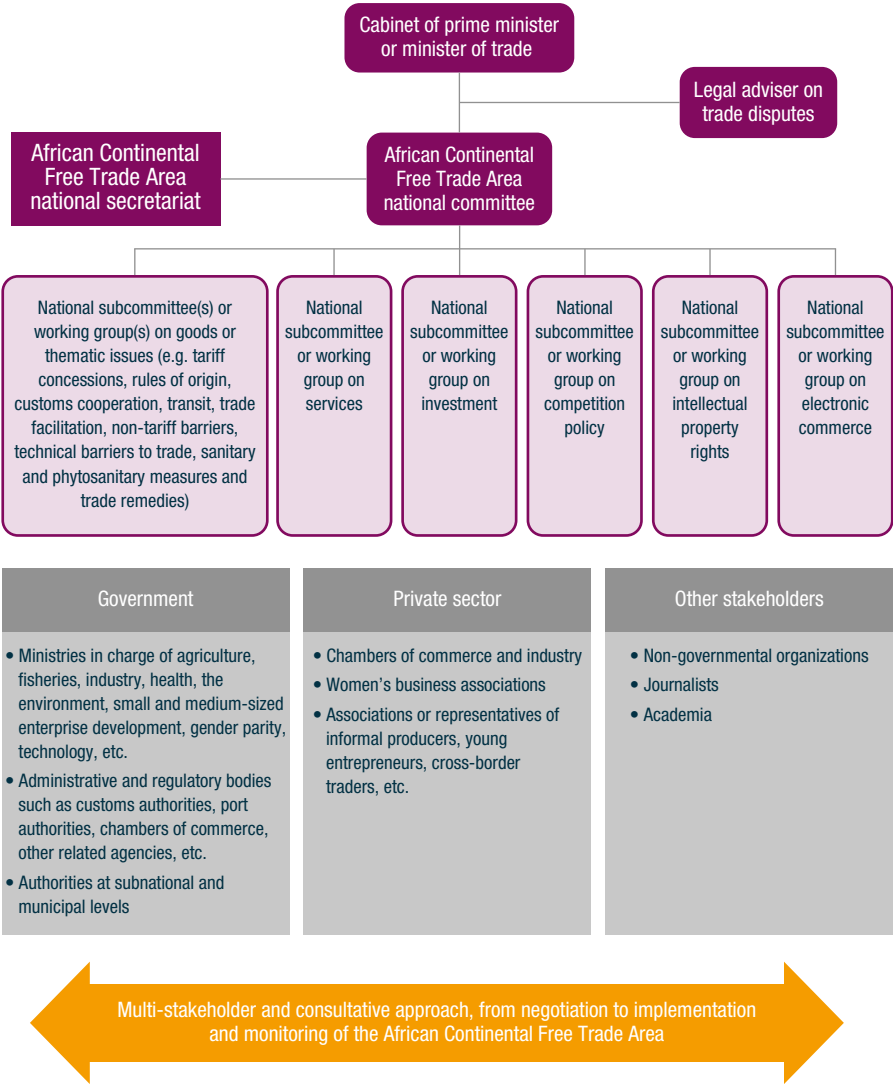 Cabinet of prime minister
or minister of trade
Legal adviser on
trade disputes
African Continental
Free Trade Area
national secretariat
African Continental
Free Trade Area
national committee
National subcommittee(s) or
working group(s) on goods or
thematic issues (e.g. tariff
concessions, rules of origin,
customs cooperation, transit, trade
facilitation, non-tariff barriers,
technical barriers to trade, sanitary
and phytosanitary measures and
trade remedies)
National
subcommittee
or working
group on
services
National
subcommittee
or working
group on
investment
National
subcommittee
or working
group on
competition
policy
National
subcommittee
or working
group on
intellectual
property
rights
National
subcommittee
or working
group on
electronic
commerce
Government
• Ministries in charge of agriculture,
fisheries, industry, health, the
environment, small and medium-sized
enterprise development, gender parity,
technology, etc.
• Administrative and regulatory bodies
such as customs authorities, port
authorities, chambers of commerce,
other related agencies, etc.
• Authorities at subnational and
municipal levels
Private sector
• Chambers of commerce and industry
• Women's business associations
• Associations or representatives of
informal producers, young
entrepreneurs, cross-border
traders, etc.
Other stakeholders
• Non-governmental organizations
• Journalists
• Academia
Multi-stakeholder and consultative approach, from negotiation to implementation
and monitoring of the African Continental Free Trade Area